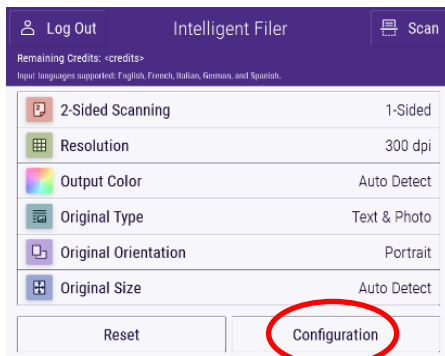 Log Out Intelligent Filer Scan
Remaining Credits: <credits>
Input languages supported: English, French, Italian, German, and Spanish.
2-Sided Scanning 1-Sided
Resolution 300 dpi
Output Color Auto Detect
Original Type Text & Photo
Original Orientation Portrait
Original Size Auto Detect
Reset Configuration